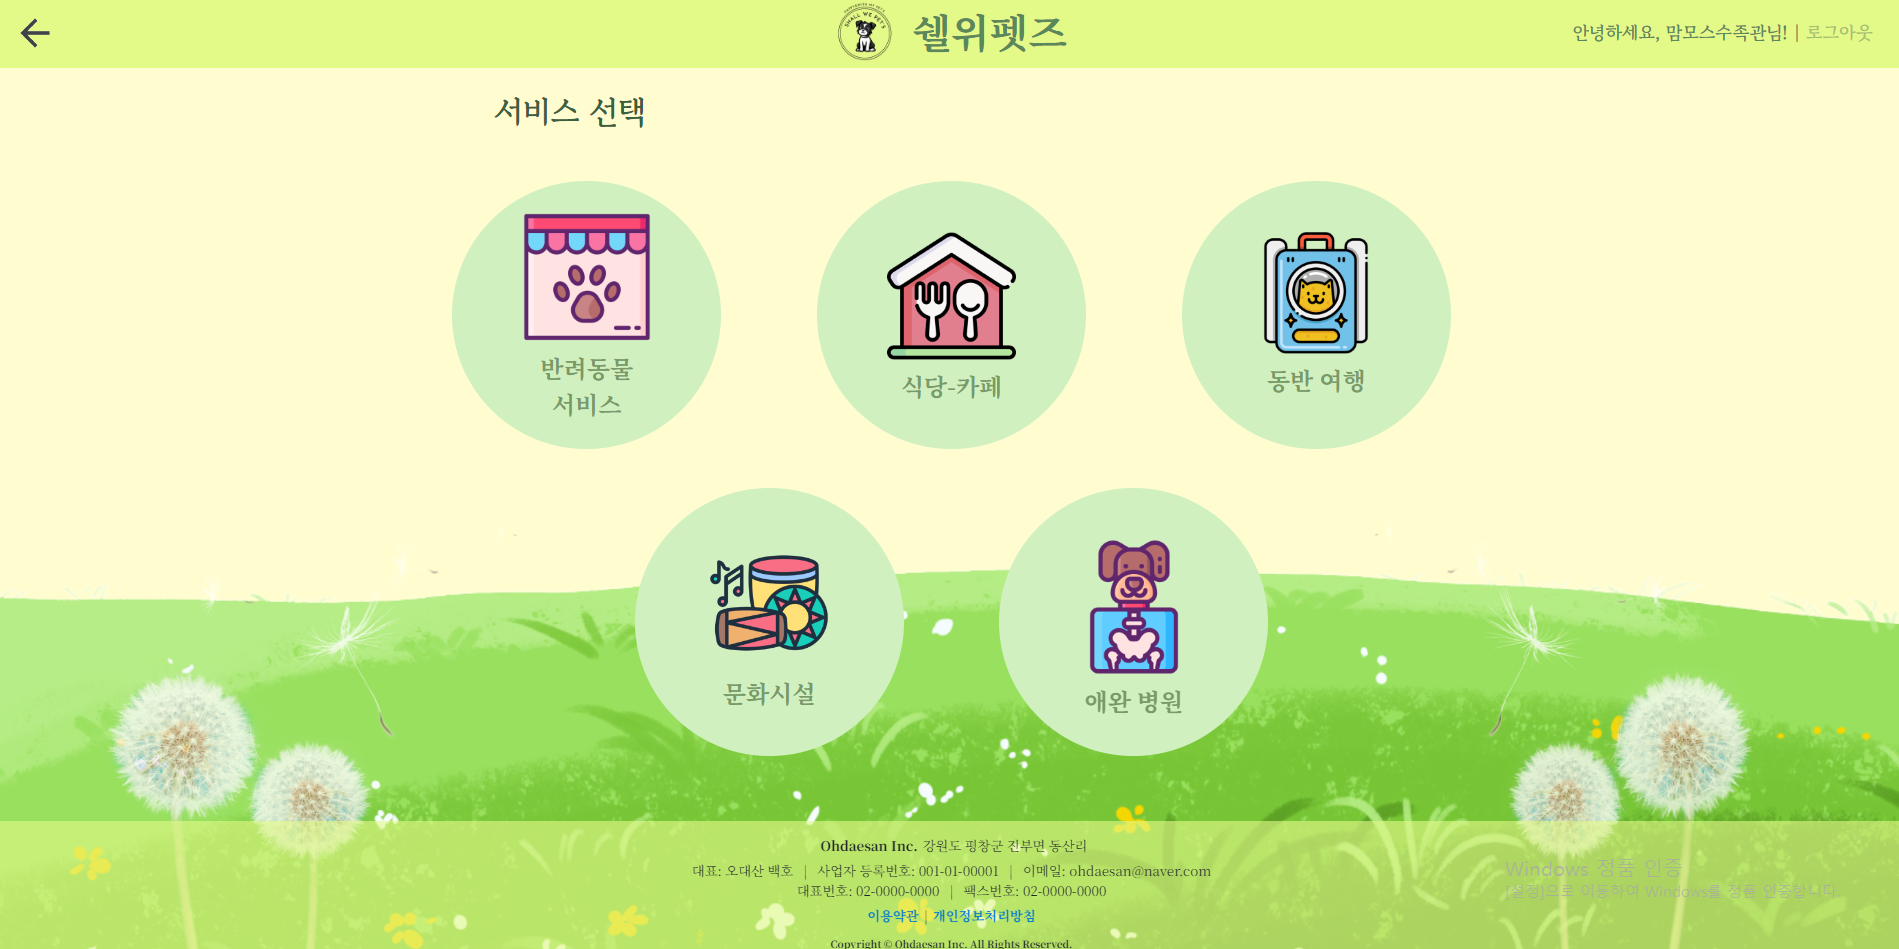 SHALL WE PET'S
쉘위펫즈
안녕하세요, 맘모스수족관님! | 로그아웃
서비스 선택
반려동물
서비스
식당-카페
동반 여행
문화시설
애완 병원
Ohdaesan Inc. 강원도 평창군 진부면 동산리
대표: 오대산 백호 | 사업자 등록번호: 001-01-00001 | 이메일: ohdaesan@naver.com
대표번호: 02-0000-0000 | 팩스번호: 02-0000-0000
이용약관 | 개인정보처리방침
Copyright © Ohdaesan Inc. All Rights Reserved.
Windows 정품 인증
[설정]으로 이동하여 Windows를 정품 인증합니다.